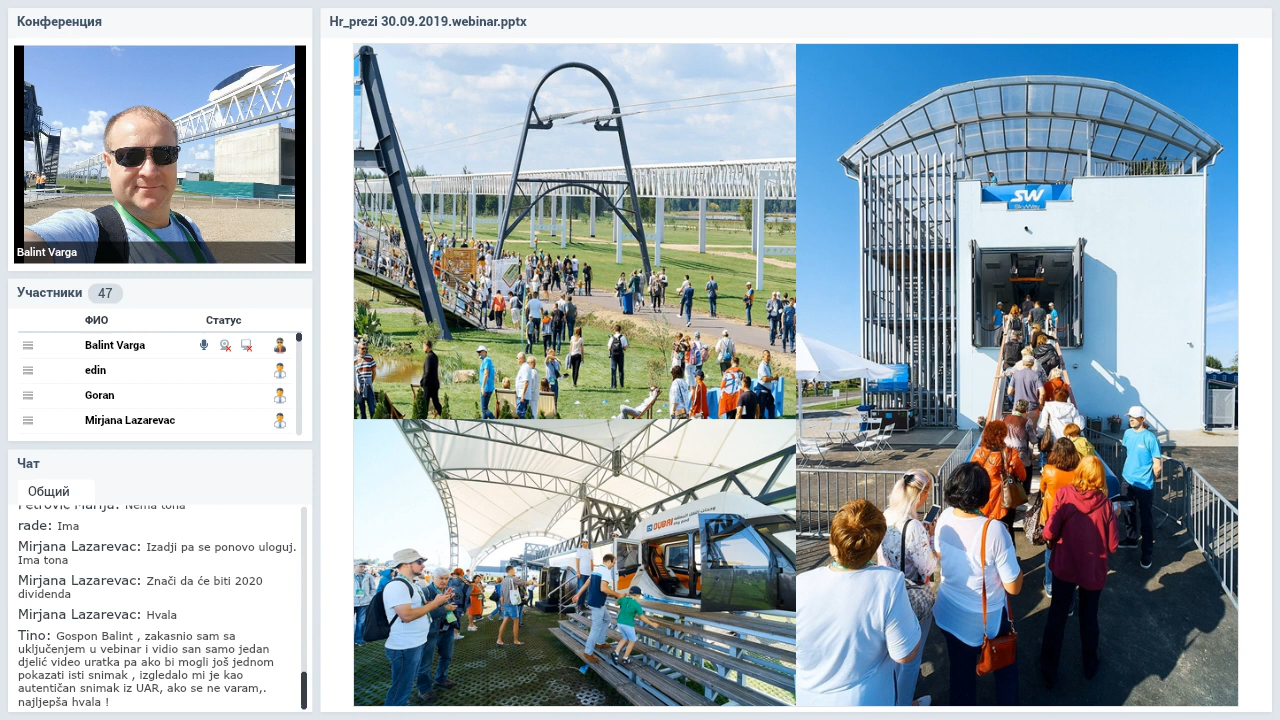 Конференция
Balint Varga
Участники 47
ФИО Статус
Balint Varga
edin
Goran
Mirjana Lazarevac
Чат
Общий
Petrovic Marija: Nema tona
rade: Ima
Mirjana Lazarevac: Izadji pa se ponovo uloguj.
Ima tona
Mirjana Lazarevac: Znači da će biti 2020
dividenda
Mirjana Lazarevac: Hvala
Tino: Gospon Balint , zakasnio sam sa
uključenjem u vebinar i vidio san samo jedan
djelić video uratka pa ako bi mogli još jednom
pokazati isti snimak , izgledalo mi je kao
autentičan snimak iz UAR, ako se ne varam,.
najljepša hvala !
Hr_prezi 30.09.2019.webinar.pptx
SW
SkyWay
DUBAI